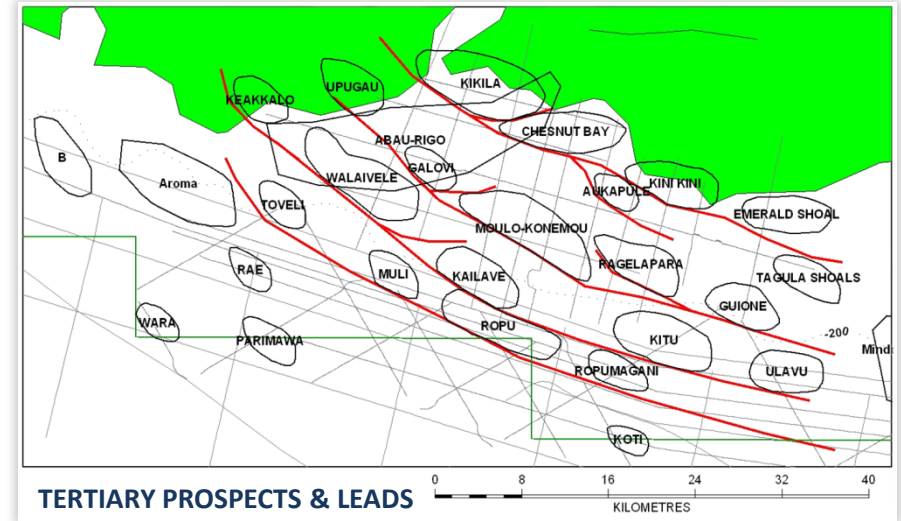 KEAKKALO
UPUGAU
KIKILA
CHESNUT BAY
ABAU-RIGO
B
Aroma
WALAIVELE
GALOVI
AUKAPULE
KINI KINI
TOVELI
EMERALD SHOAL
MOULO-KONEMOU
RAE
MULI
KAILAVE
RAGELAPARA
TAGULA SHOALS
GUIONE
WARA
PARIMAWA
ROPU
KITU
-200
Mind
ROPUMAGANI
ULAVU
KOTI
TERTIARY PROSPECTS & LEADS
0 8 16 24 32 40
KILOMETRES